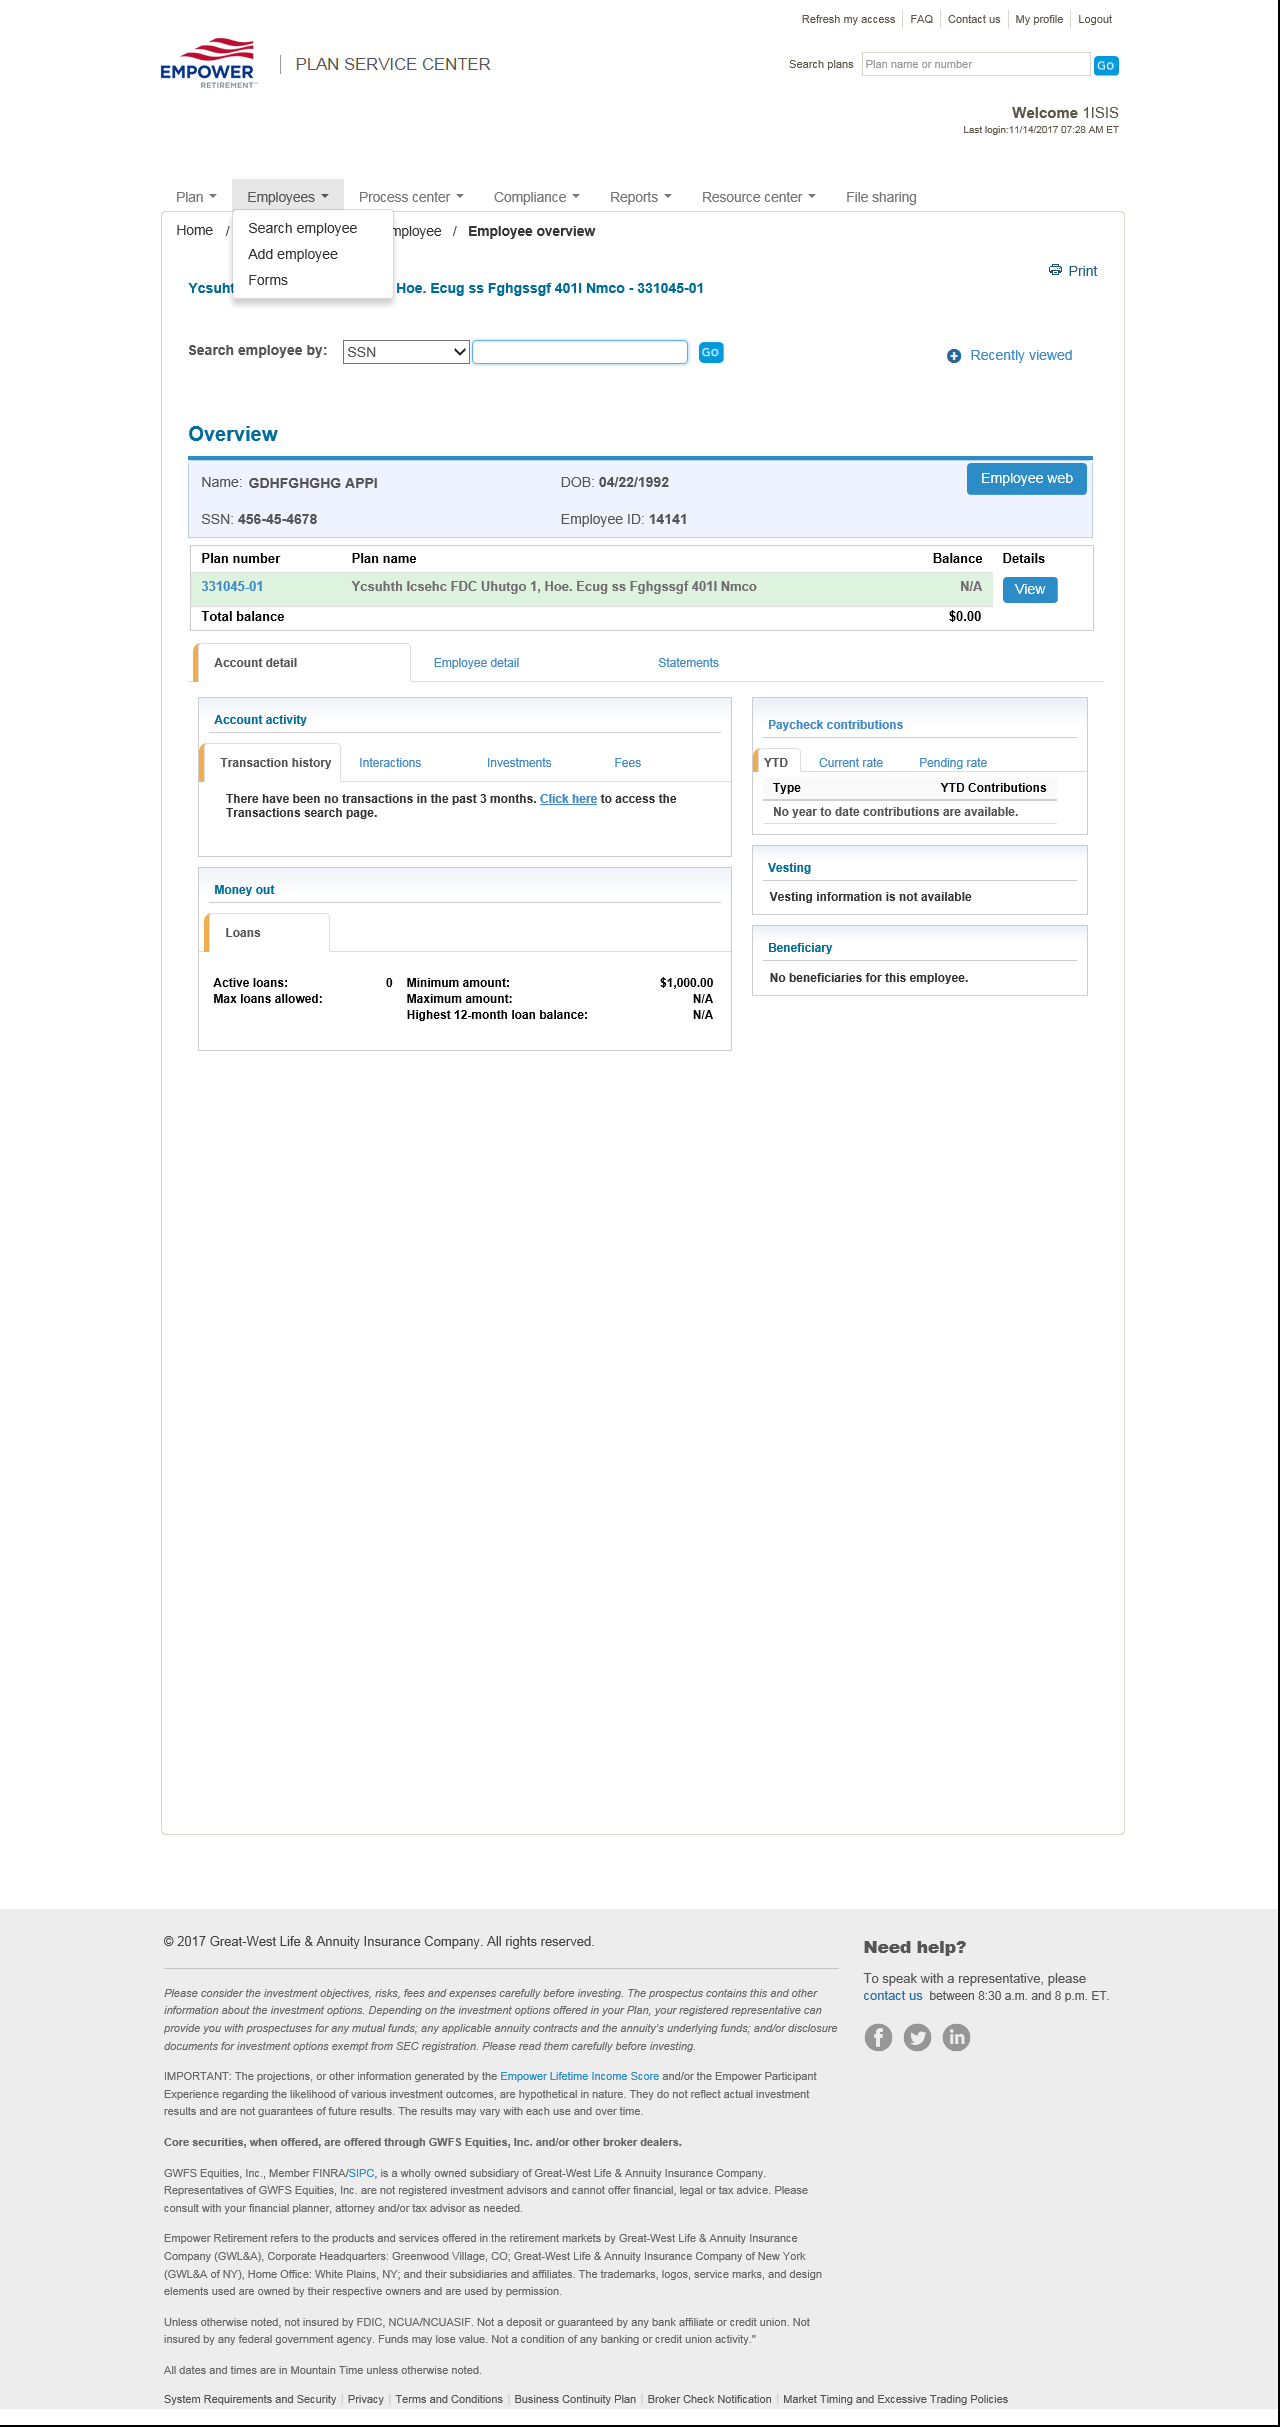 Refresh my access FAQ Contact us My profile Logout
EMPOWER
RETIREMENT™
PLAN SERVICE CENTER
Search plans Plan name or number Go
Welcome 1ISIS
Last login:11/14/2017 07:28 AM ET
Plan Employees Process center Compliance Reports Resource center File sharing
Home / mployee / Employee overview
Search employee
Add employee
Forms
Print
Ycsuht Hoe. Ecug ss Fghgssgf 401l Nmco - 331045-01
Search employee by: SSN Go
Recently viewed
Overview
Name: GDHFGHGHG APPI DOB: 04/22/1992 Employee web
SSN: 456-45-4678 Employee ID: 14141
Plan number Plan name Balance Details
331045-01 Ycsuhth Icsehc FDC Uhutgo 1, Hoe. Ecug ss Fghgssgf 401l Nmco N/A View
Total balance $0.00
Account detail Employee detail Statements
Account activity
Transaction history Interactions Investments Fees
There have been no transactions in the past 3 months. Click here to access the
Transactions search page.
Paycheck contributions
YTD Current rate Pending rate
Type YTD Contributions
No year to date contributions are available.
Vesting
Vesting information is not available
Money out
Loans
Active loans: 0 Minimum amount: $1,000.00
Max loans allowed: Maximum amount: N/A
Highest 12-month loan balance: N/A
Beneficiary
No beneficiaries for this employee.
© 2017 Great-West Life & Annuity Insurance Company. All rights reserved.
Please consider the investment objectives, risks, fees and expenses carefully before investing. The prospectus contains this and other
information about the investment options. Depending on the investment options offered in your Plan, your registered representative can
provide you with prospectuses for any mutual funds; any applicable annuity contracts and the annuity's underlying funds; and/or disclosure
documents for investment options exempt from SEC registration. Please read them carefully before investing.
IMPORTANT: The projections, or other information generated by the Empower Lifetime Income Score and/or the Empower Participant
Experience regarding the likelihood of various investment outcomes, are hypothetical in nature. They do not reflect actual investment
results and are not guarantees of future results. The results may vary with each use and over time.
Core securities, when offered, are offered through GWFS Equities, Inc. and/or other broker dealers.
GWFS Equities, Inc., Member FINRA/SIPC, is a wholly owned subsidiary of Great-West Life & Annuity Insurance Company.
Representatives of GWFS Equities, Inc. are not registered investment advisors and cannot offer financial, legal or tax advice. Please
consult with your financial planner, attorney and/or tax advisor as needed.
Empower Retirement refers to the products and services offered in the retirement markets by Great-West Life & Annuity Insurance
Company (GWL&A), Corporate Headquarters: Greenwood Village, CO; Great-West Life & Annuity Insurance Company of New York
(GWL&A of NY), Home Office: White Plains, NY; and their subsidiaries and affiliates. The trademarks, logos, service marks, and design
elements used are owned by their respective owners and are used by permission.
Unless otherwise noted, not insured by FDIC, NCUA/NCUASIF. Not a deposit or guaranteed by any bank affiliate or credit union. Not
insured by any federal government agency. Funds may lose value. Not a condition of any banking or credit union activity."
All dates and times are in Mountain Time unless otherwise noted.
System Requirements and Security | Privacy | Terms and Conditions | Business Continuity Plan | Broker Check Notification | Market Timing and Excessive Trading Policies
Need help?
To speak with a representative, please
contact us between 8:30 a.m. and 8 p.m. ET.
f in